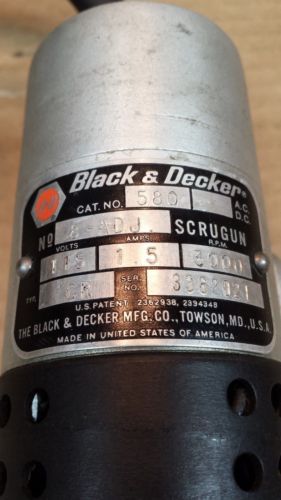 Black & Decker®
CAT. NO. 580 A.C. D.C.
No 8-ADJ. SCRUGUN
VOLTS AMPS. R.P.M.
115 1.5
TYP. SER. NO.
U.S. PATENT 2362938, 2394348
THE BLACK & DECKER MFG. CO., TOWSON, MD., U.S.A.
MADE IN UNITED STATES OF AMERICA